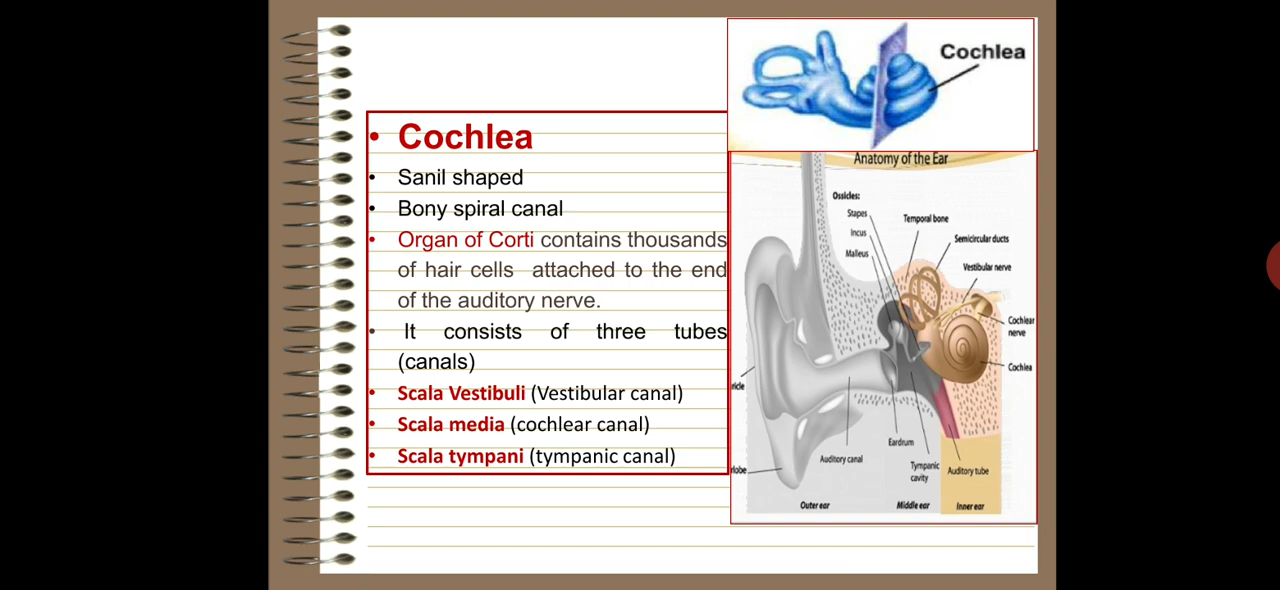 Cochlea
• Cochlea
• Sanil shaped
• Bony spiral canal
• Organ of Corti contains thousands
of hair cells attached to the end
of the auditory nerve.
• It consists of three tubes
(canals)
• Scala Vestibuli (Vestibular canal)
• Scala media (cochlear canal)
• Scala tympani (tympanic canal)
Anatomy of the Ear
Ossicles:
Stapes
Incus
Malleus
Temporal bone
Semicircular ducts
Vestibular nerve
Cochlear
nerve
Cochlea
ricle
lobe
Auditory canal
Eardrum
Tympanic
cavity
Auditory tube
Outer ear
Middle ear
Inner ear